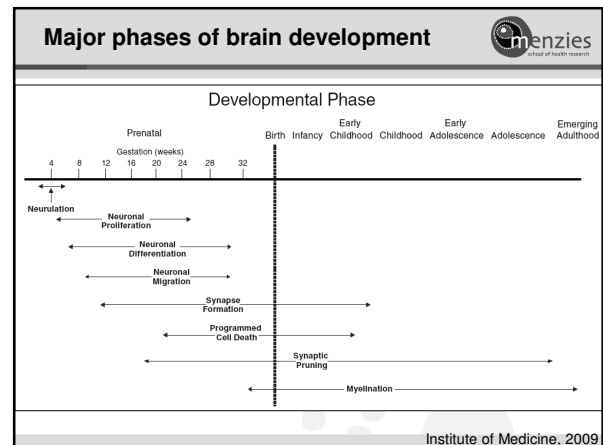 Major phases of brain development
menzies
school of health research
Developmental Phase
Prenatal
Birth Infancy Early Childhood Childhood Early Adolescence Adolescence Emerging Adulthood
Gestation (weeks)
4 8 12 16 20 24 28 32
Neurulation
Neuronal
Proliferation
Neuronal
Differentiation
Neuronal
Migration
Synapse
Formation
Programmed
Cell Death
Synaptic
Pruning
Myelination
Institute of Medicine, 2009